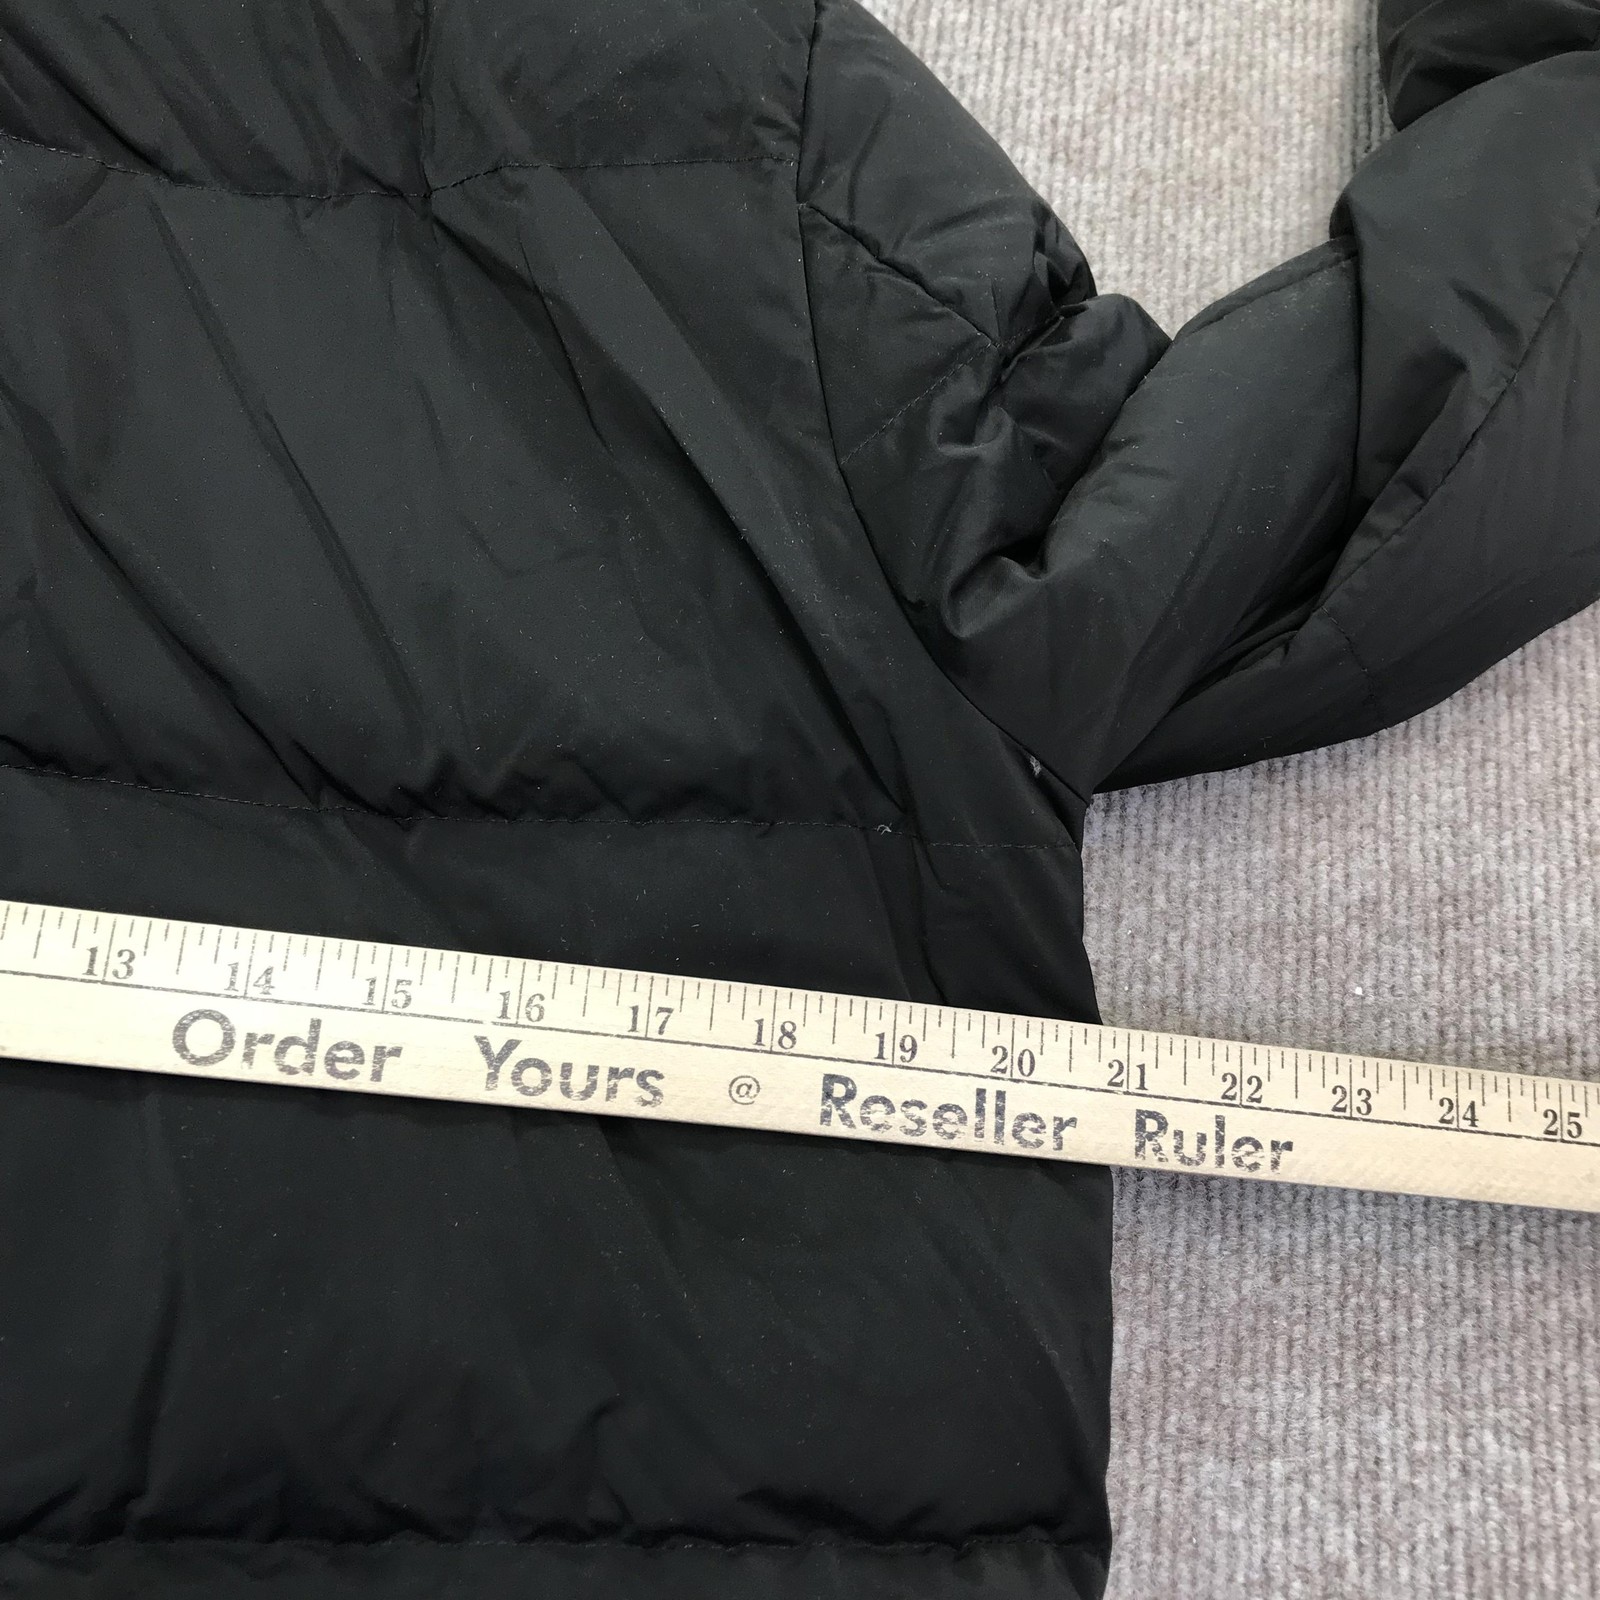 13 14 15 16 17 18 19 20 21 22 23 24 25
Order Yours @ Reseller Ruler